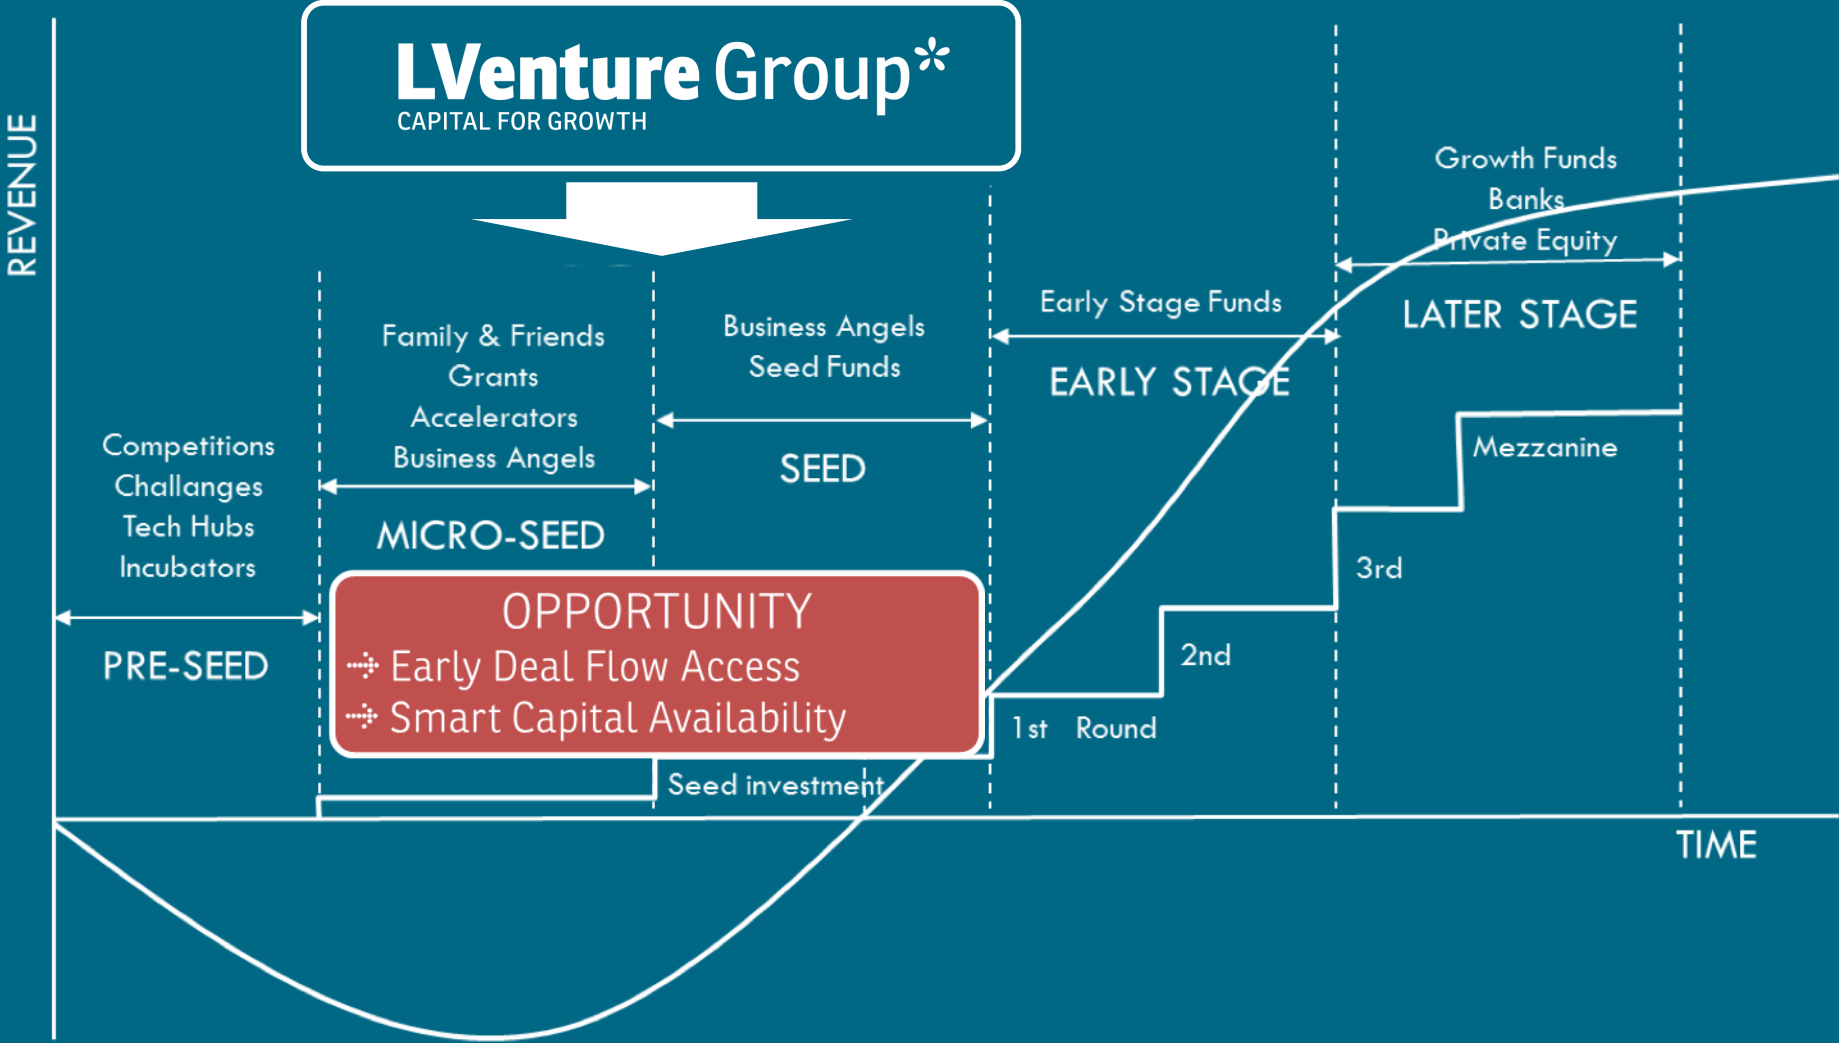 LVenture Group*
CAPITAL FOR GROWTH
REVENUE
Competitions
Challanges
Tech Hubs
Incubators
PRE-SEED
Family & Friends
Grants
Accelerators
Business Angels
MICRO-SEED
Business Angels
Seed Funds
SEED
Early Stage Funds
EARLY STAGE
Growth Funds
Banks
Private Equity
LATER STAGE
OPPORTUNITY
Early Deal Flow Access
Smart Capital Availability
Seed investment
1st Round
2nd
3rd
Mezzanine
TIME